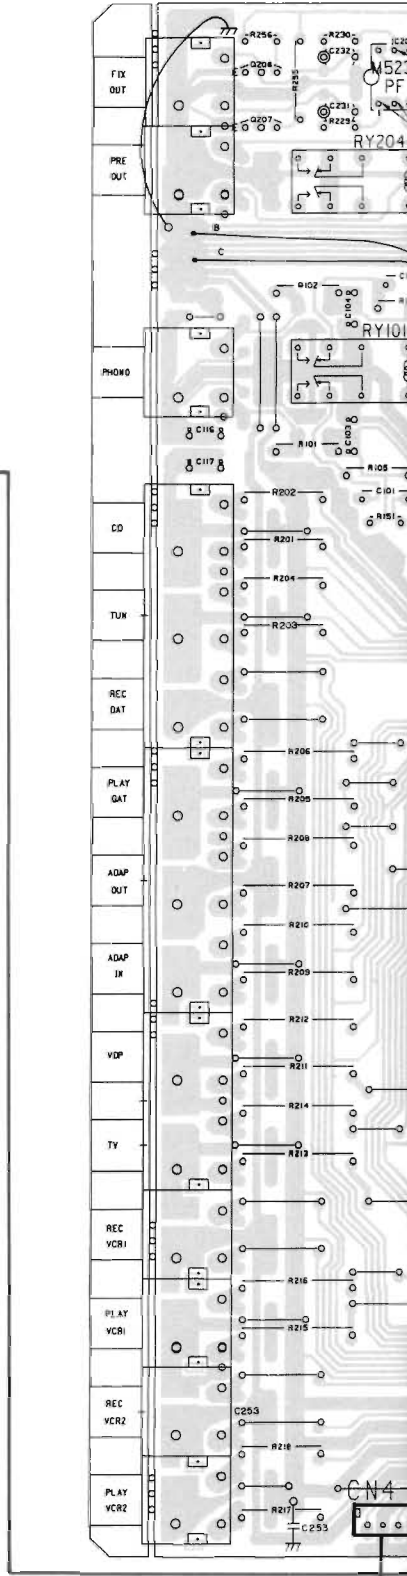 R256
R230
C232
Q208
R255
M523
PF
FIX
OUT
C231
Q207
R229
RY204
PRE
OUT
B
C
R102
C104
RY101
PHONO
C116
R101
C103
C117
R105
R202
C101
CD
R151
R201
R204
TUN
R203
REC
DAT
R206
PLAY
DAT
R205
R208
ADAP
OUT
R207
R210
ADAP
IN
R209
R212
VDP
R211
R214
TV
R213
REC
VCR1
R216
PLAY
VCR1
R215
REC
VCR2
C253
R218
PLAY
VCR2
CN4
R217
C253